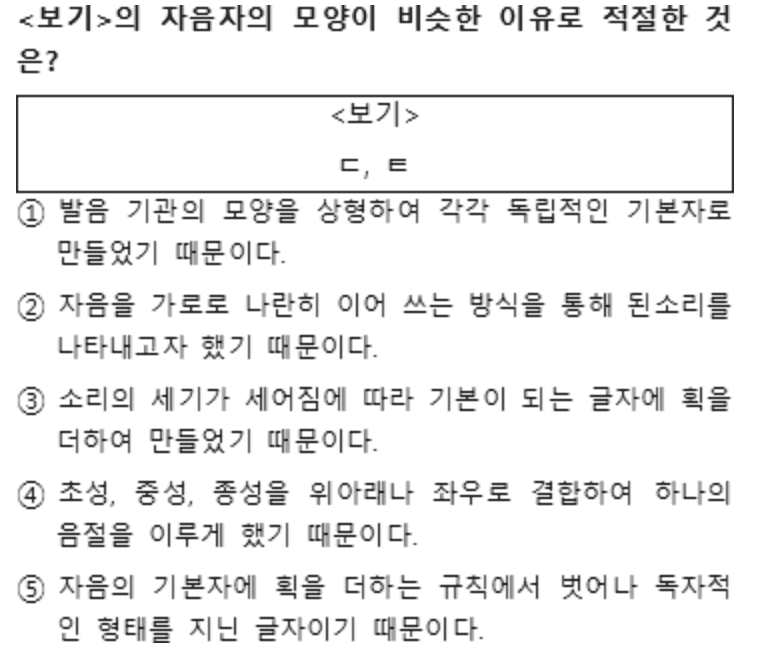 <보기>의 자음자의 모양이 비슷한 이유로 적절한 것
은?
<보기>
ㄷ, ㅌ
① 발음 기관의 모양을 상형하여 각각 독립적인 기본자로
만들었기 때문이다.
② 자음을 가로로 나란히 이어 쓰는 방식을 통해 된소리를
나타내고자 했기 때문이다.
③ 소리의 세기가 세어짐에 따라 기본이 되는 글자에 획을
더하여 만들었기 때문이다.
④ 초성, 중성, 종성을 위아래나 좌우로 결합하여 하나의
음절을 이루게 했기 때문이다.
⑤ 자음의 기본자에 획을 더하는 규칙에서 벗어나 독자적
인 형태를 지닌 글자이기 때문이다.